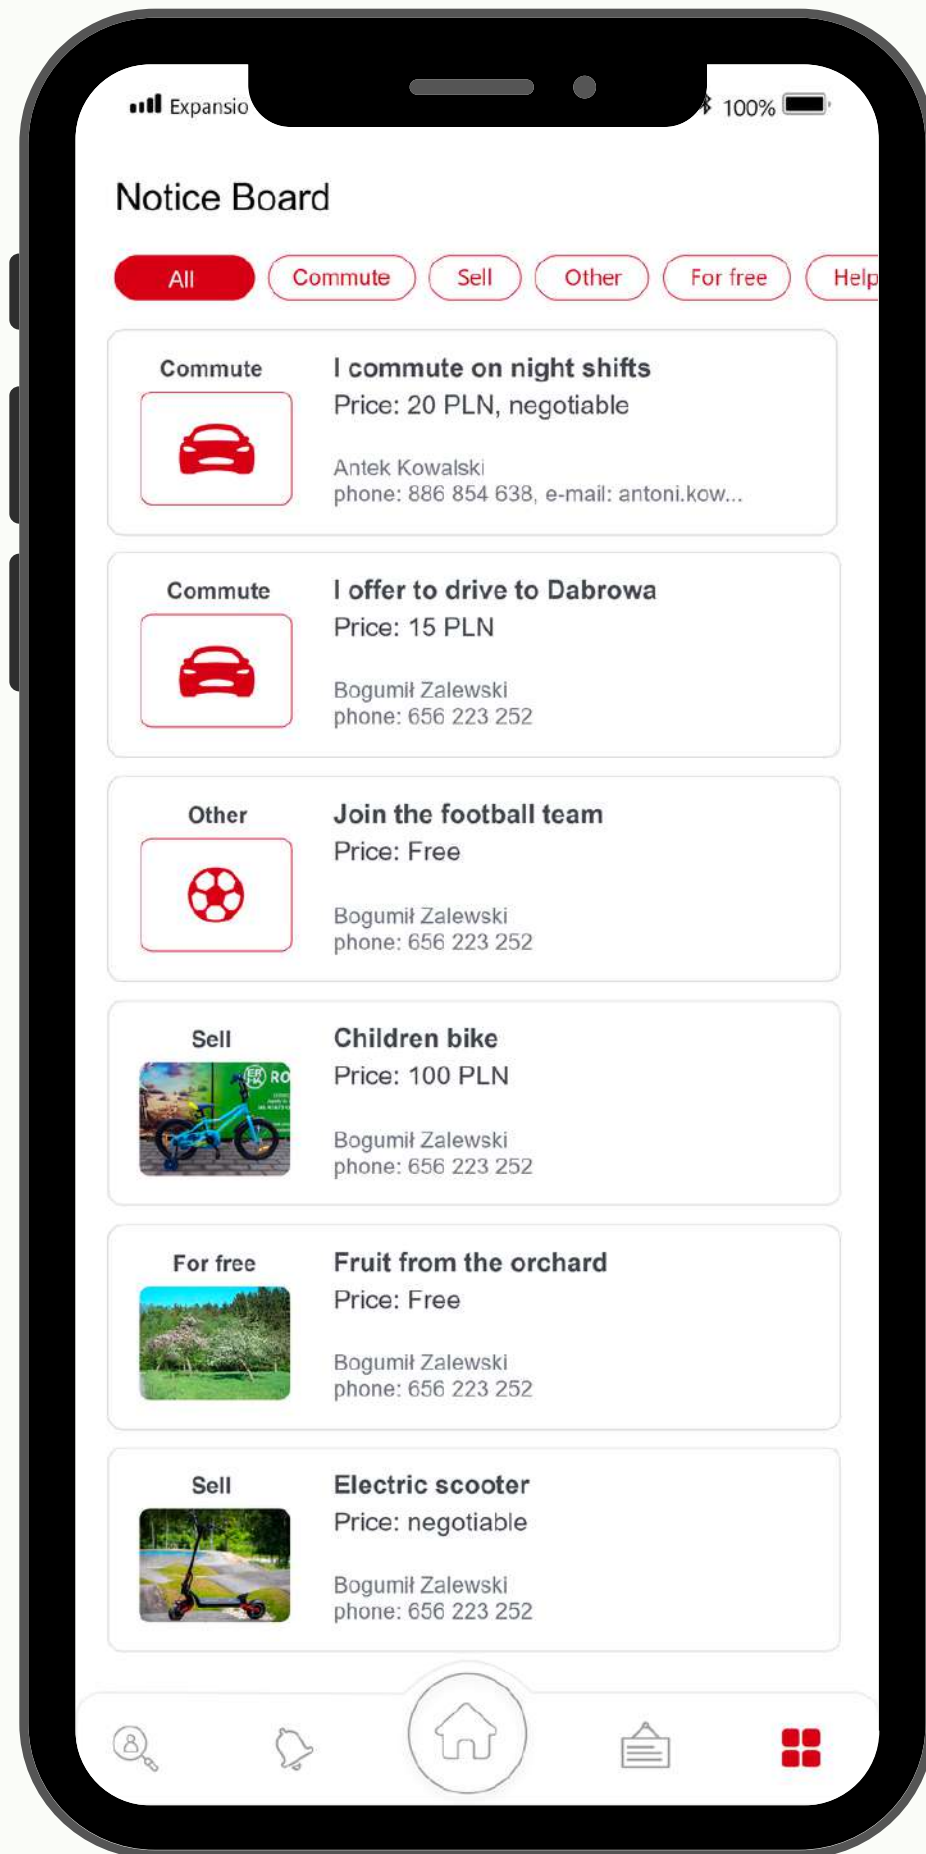 Expansio
100%
Notice Board
All
Commute
Sell
Other
For free
Help
Commute
I commute on night shifts
Price: 20 PLN, negotiable
Antek Kowalski
phone: 886 854 638, e-mail: antoni.kow...
Commute
I offer to drive to Dabrowa
Price: 15 PLN
Bogumił Zalewski
phone: 656 223 252
Other
Join the football team
Price: Free
Bogumił Zalewski
phone: 656 223 252
Sell
Children bike
Price: 100 PLN
Bogumił Zalewski
phone: 656 223 252
RO
For free
Fruit from the orchard
Price: Free
Bogumił Zalewski
phone: 656 223 252
Sell
Electric scooter
Price: negotiable
Bogumił Zalewski
phone: 656 223 252